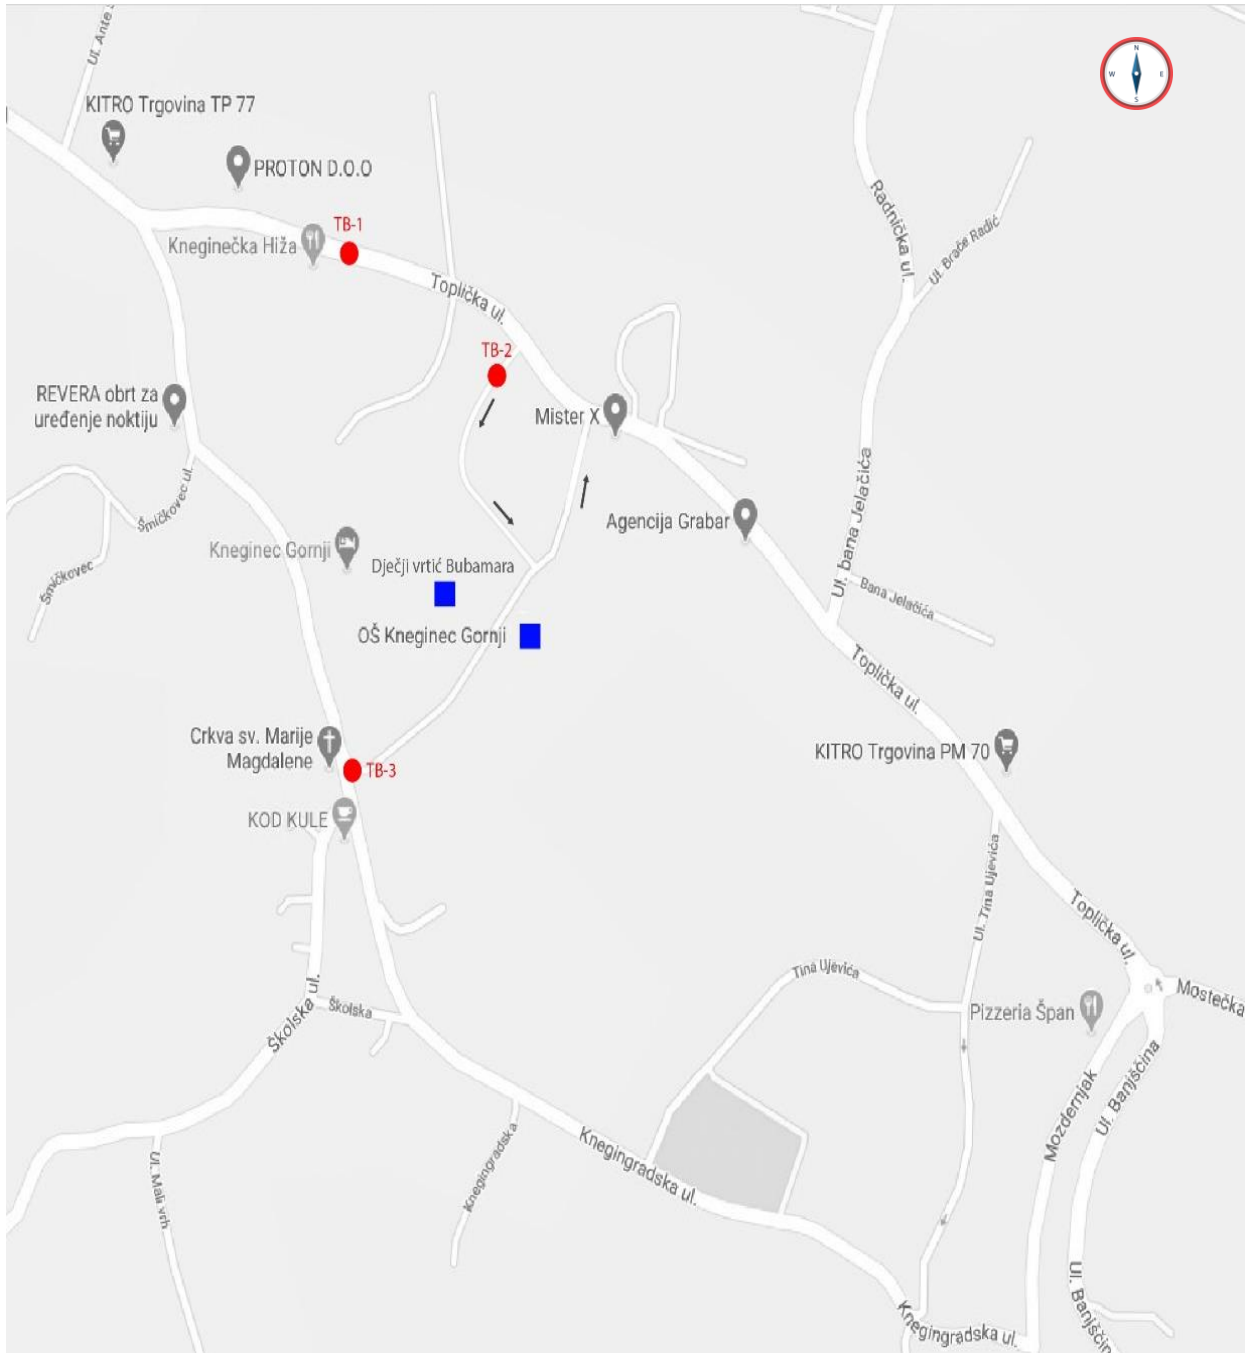 Ul. Ante
N
W
E
S
KITRO Trgovina TP 77
PROTON D.O.O
TB-1
Kneginečka Hiža
Radnička ul.
Ul. Braće Radić
Toplička ul.
TB-2
REVERA obrt za
uređenje noktiju
Mister X
Šmičkovec ul.
Agencija Grabar
Ul. bana Jelačića
Kneginec Gornji
Dječji vrtić Bubamara
Šmičkovec
Bana Jelačića
OŠ Kneginec Gornji
Toplička ul.
Crkva sv. Marije
Magdalene
KITRO Trgovina PM 70
TB-3
KOD KULE
Ul. Tina Ujevića
Toplička ul.
Tina Ujevića
Mostečka
Školska ul.
Školska
Pizzeria Špan
Mozdernjak
Ul. Banjščina
Knegingradska
Knegingradska ul.
Ul. Mali vrh
Ul. Banjščin
Knegingradska ul.